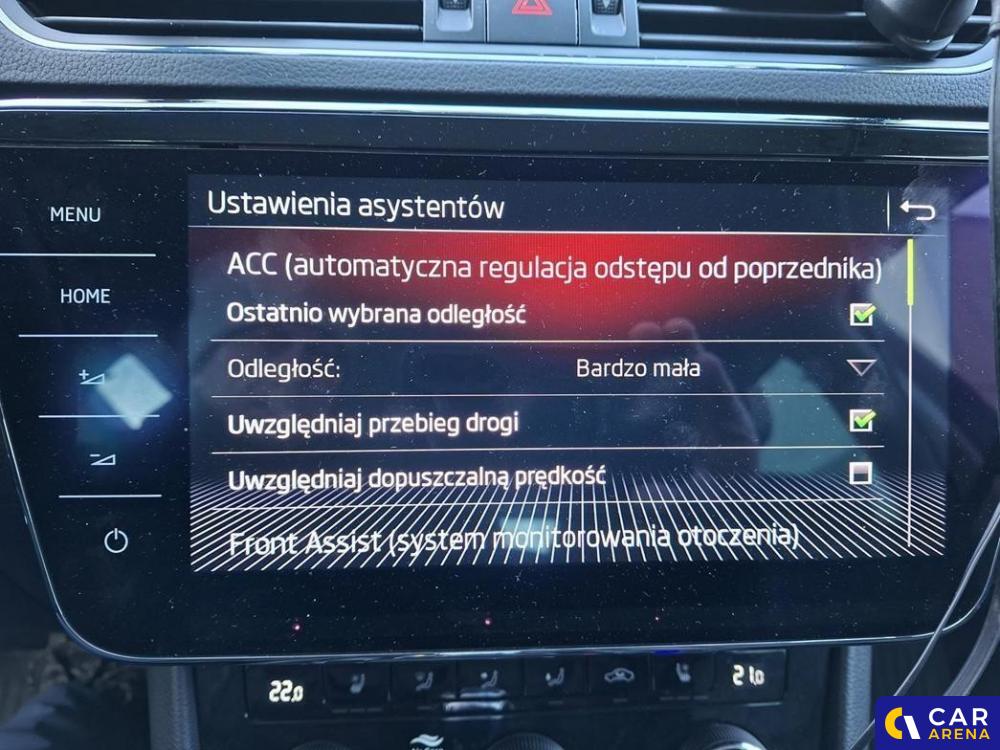 MENU
HOME
Ustawienia asystentów
ACC (automatyczna regulacja odstępu od poprzednika)
Ostatnio wybrana odległość
Odległość: Bardzo mała
Uwzględniaj przebieg drogi
Uwzględniaj dopuszczalną prędkość
Front Assist (system monitorowania otoczenia)
22,0
21,0
CAR
ARENA